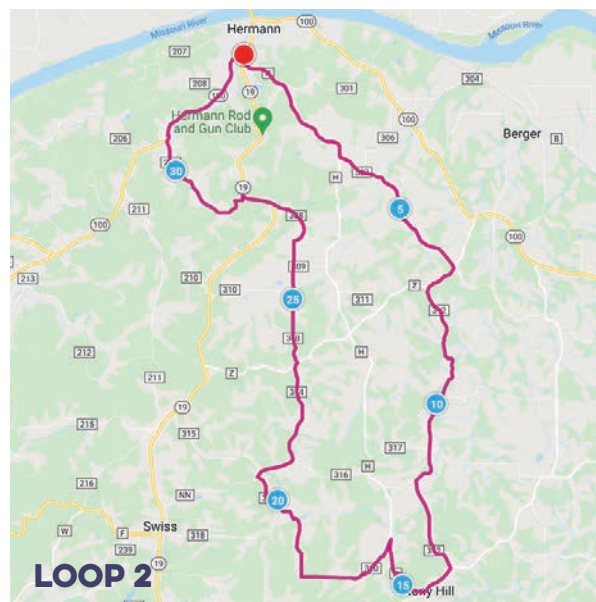 Missouri River
Hermann
Missouri River
207
208
100
19
301
304
100
Hermann Rod
and Gun Club
206
306
Berger
B
H
30
19
211
5
328
100
213
210
310
309
25
311
Z
H
212
211
Z
10
19
215
315
317
316
H
216
NN
20
Swiss
W
F
318
239
19
15
LOOP 2